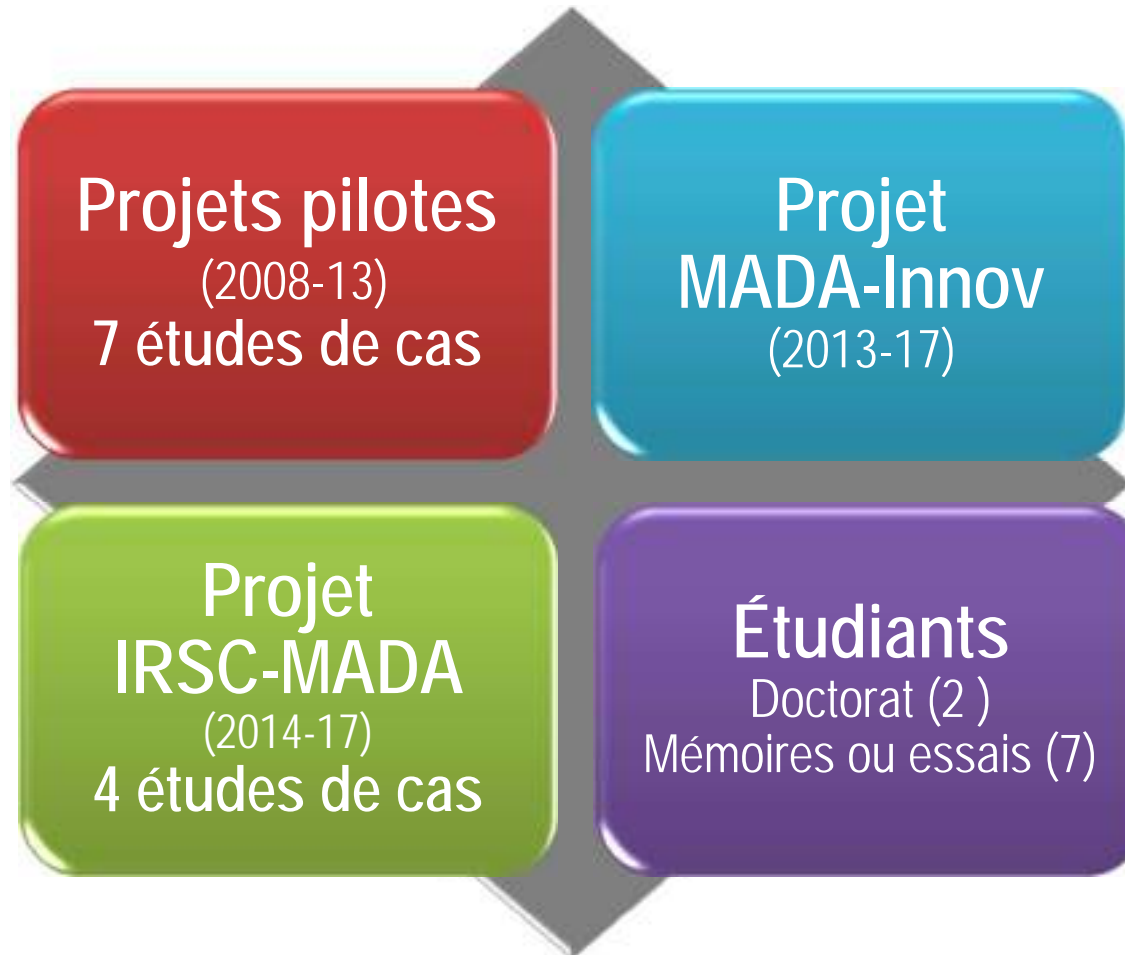 Projets pilotes
(2008-13)
7 études de cas
Projet
MADA-Innov
(2013-17)
Projet
IRSC-MADA
(2014-17)
4 études de cas
Étudiants
Doctorat (2 )
Mémoires ou essais (7)